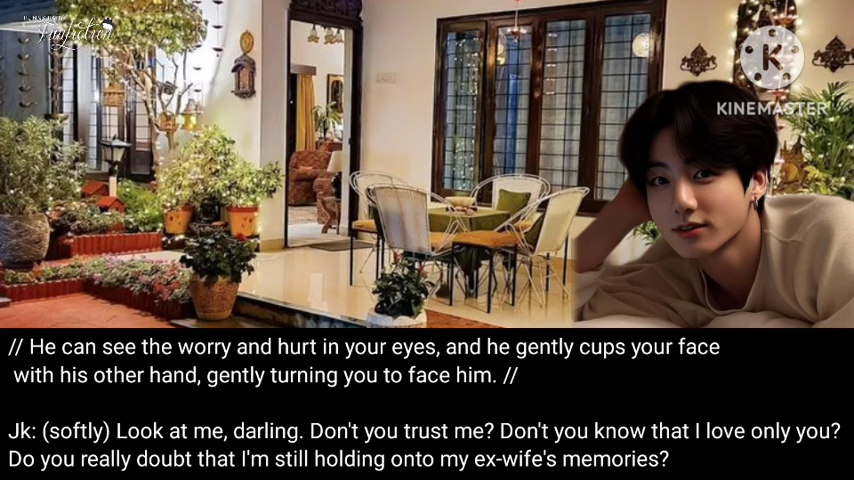 Fanfiction
KINEMASTER
// He can see the worry and hurt in your eyes, and he gently cups your face
with his other hand, gently turning you to face him. //
Jk: (softly) Look at me, darling. Don't you trust me? Don't you know that I love only you?
Do you really doubt that I'm still holding onto my ex-wife's memories?